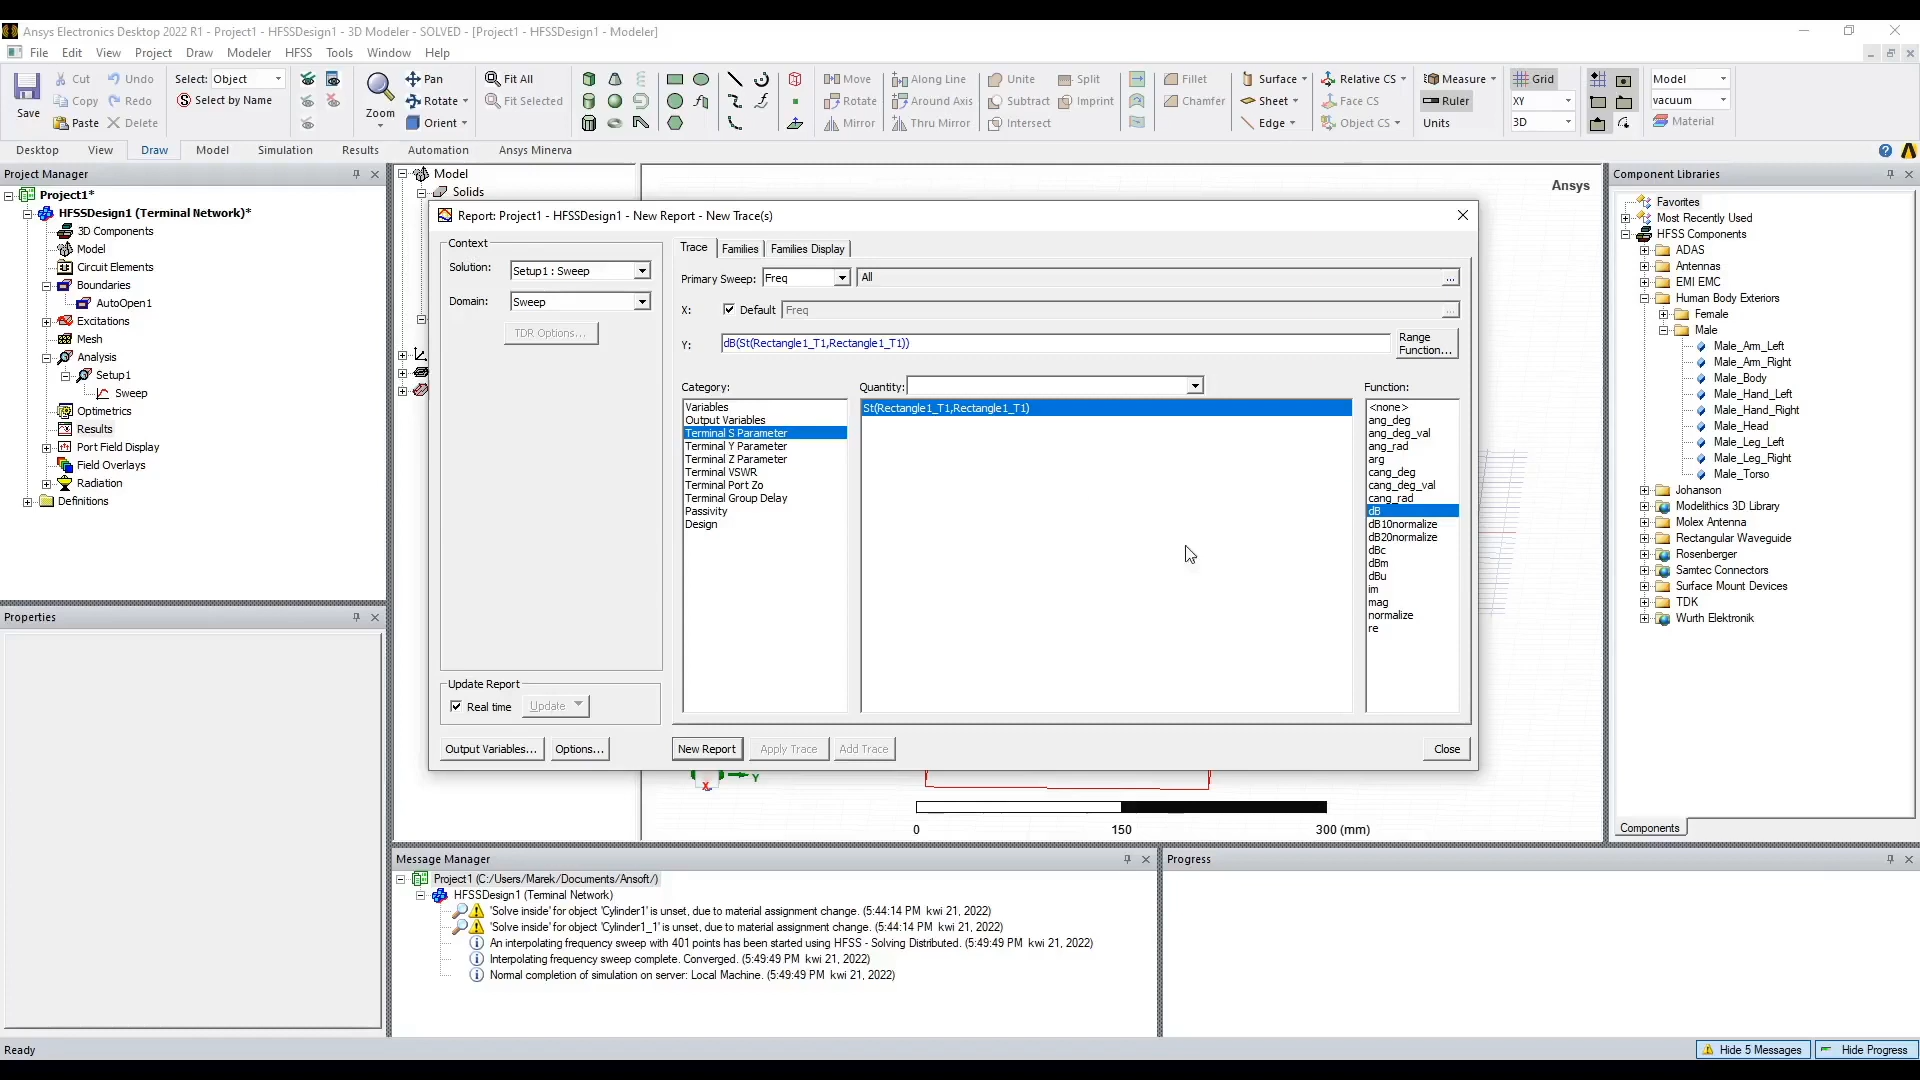 Ansys Electronics Desktop 2022 R1 - Project1 - HFSSDesign1 - 3D Modeler - SOLVED - [Project1 - HFSSDesign1 - Modeler]
File Edit View Project Draw Modeler HFSS Tools Window Help
Save
Cut
Copy
Paste
Undo
Redo
Delete
Select: Object
Select by Name
Zoom
Pan
Rotate
Orient
Fit All
Fit Selected
Move
Rotate
Mirror
Along Line
Around Axis
Thru Mirror
Unite
Subtract
Intersect
Split
Imprint
Fillet
Chamfer
Surface
Sheet
Edge
Relative CS
Face CS
Object CS
Measure
Ruler
Units
Grid
XY
3D
Model
vacuum
Material
Desktop View Draw Model Simulation Results Automation Ansys Minerva
Project Manager
Project1*
HFSSDesign1 (Terminal Network)*
3D Components
Model
Circuit Elements
Boundaries
AutoOpen1
Excitations
Mesh
Analysis
Setup1
Sweep
Optimetrics
Results
Port Field Display
Field Overlays
Radiation
Definitions
Properties
Model
Solids
Ansys
Report: Project1 - HFSSDesign1 - New Report - New Trace(s)
Context
Solution: Setup1 : Sweep
Domain: Sweep
TDR Options...
Update Report
Real time Update
Output Variables... Options...
Trace Families Families Display
Primary Sweep: Freq All ...
X: Default Freq ...
Y: dB(St(Rectangle1_T1,Rectangle1_T1))
Range
Function...
Category:
Variables
Output Variables
Terminal S Parameter
Terminal Y Parameter
Terminal Z Parameter
Terminal VSWR
Terminal Port Zo
Terminal Group Delay
Passivity
Design
Quantity:
St(Rectangle1_T1,Rectangle1_T1)
Function:
<none>
ang_deg
ang_deg_val
ang_rad
arg
cang_deg
cang_deg_val
cang_rad
dB
dB10normalize
dB20normalize
dBc
dBm
dBu
im
mag
normalize
re
New Report Apply Trace Add Trace Close
X
Y
0 150 300 (mm)
Component Libraries
Favorites
Most Recently Used
HFSS Components
ADAS
Antennas
EMI EMC
Human Body Exteriors
Female
Male
Male_Arm_Left
Male_Arm_Right
Male_Body
Male_Hand_Left
Male_Hand_Right
Male_Head
Male_Leg_Left
Male_Leg_Right
Male_Torso
Johanson
Modelithics 3D Library
Molex Antenna
Rectangular Waveguide
Rosenberger
Samtec Connectors
Surface Mount Devices
TDK
Wurth Elektronik
Components
Message Manager
Project1 (C:/Users/Marek/Documents/Ansoft/)
HFSSDesign1 (Terminal Network)
'Solve inside' for object 'Cylinder1' is unset, due to material assignment change. (5:44:14 PM kwi 21, 2022)
'Solve inside' for object 'Cylinder1_1' is unset, due to material assignment change. (5:44:14 PM kwi 21, 2022)
An interpolating frequency sweep with 401 points has been started using HFSS - Solving Distributed. (5:49:49 PM kwi 21, 2022)
Interpolating frequency sweep complete. Converged. (5:49:49 PM kwi 21, 2022)
Normal completion of simulation on server: Local Machine. (5:49:49 PM kwi 21, 2022)
Progress
Ready
Hide 5 Messages
Hide Progress